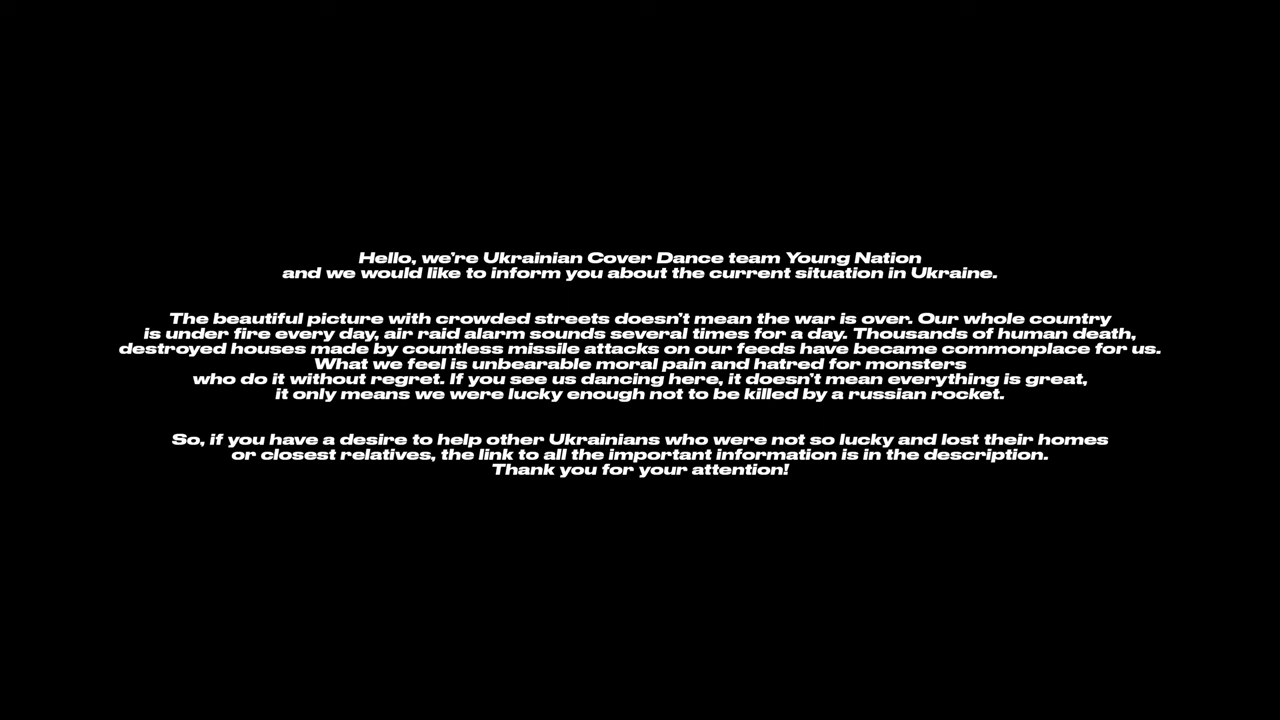 Hello, we're Ukrainian Cover Dance team Young Nation
and we would like to inform you about the current situation in Ukraine.
The beautiful picture with crowded streets doesn't mean the war is over. Our whole country
is under fire every day, air raid alarm sounds several times for a day. Thousands of human death,
destroyed houses made by countless missile attacks on our feeds have became commonplace for us.
What we feel is unbearable moral pain and hatred for monsters
who do it without regret. If you see us dancing here, it doesn't mean everything is great,
it only means we were lucky enough not to be killed by a russian rocket.
So, if you have a desire to help other Ukrainians who were not so lucky and lost their homes
or closest relatives, the link to all the important information is in the description.
Thank you for your attention!